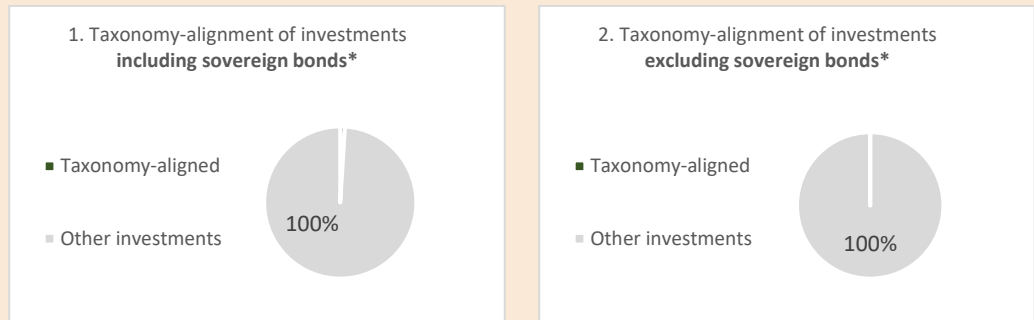 1. Taxonomy-alignment of investments
including sovereign bonds*
Taxonomy-aligned
100%
Other investments
2. Taxonomy-alignment of investments
excluding sovereign bonds*
Taxonomy-aligned
Other investments
100%